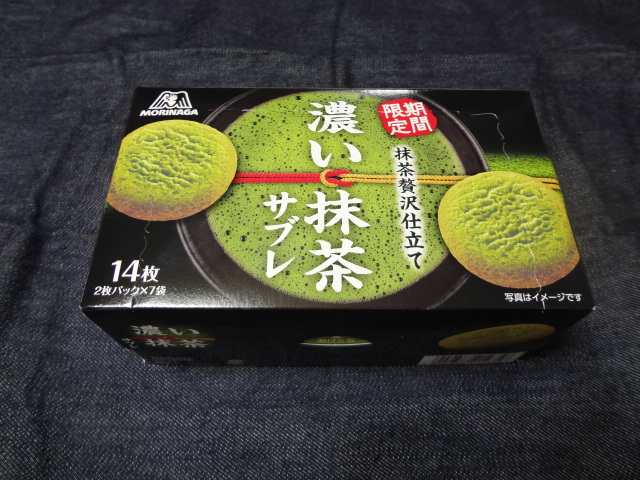 MORINAGA
期間
限定
濃い抹茶
サブレ
抹茶贅沢仕立て
14枚
2枚パック×7袋
写真はイメージです
濃い
抹茶